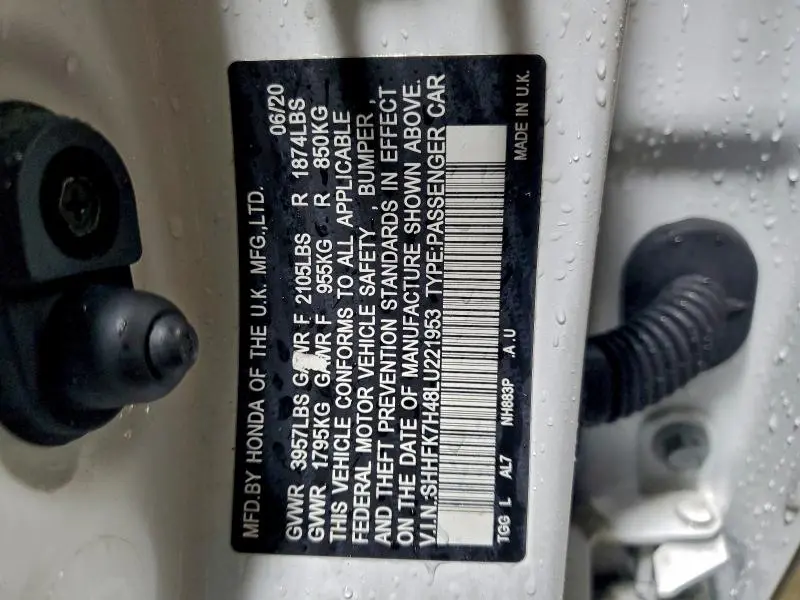 MFD.BY HONDA OF THE U.K. MFG.,LTD. 06/20
GVWR 3957LBS GAWR F 2105LBS R 1874LBS
GVWR 1795KG GAWR F 955KG R 850KG
THIS VEHICLE CONFORMS TO ALL APPLICABLE
FEDERAL MOTOR VEHICLE SAFETY , BUMPER ,
AND THEFT PREVENTION STANDARDS IN EFFECT
ON THE DATE OF MANUFACTURE SHOWN ABOVE.
V.I.N.:SHHFK7H48LU221953 TYPE:PASSENGER CAR
TGG L AL7 NH883P .A.U
MADE IN U.K.